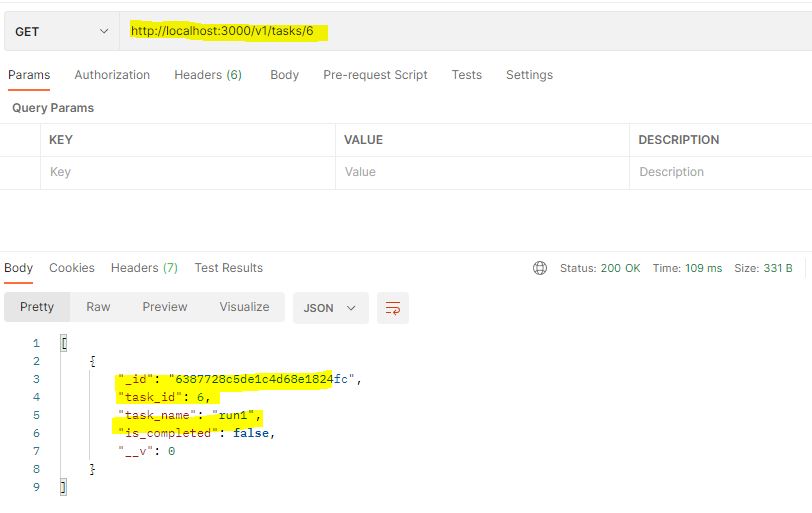 GET http://localhost:3000/v1/tasks/6
Params Authorization Headers (6) Body Pre-request Script Tests Settings
Query Params
KEY VALUE DESCRIPTION
Key Value Description
Body Cookies Headers (7) Test Results Status: 200 OK Time: 109 ms Size: 331 B
Pretty Raw Preview Visualize JSON
1 [
2 {
3 "_id": "6387728c5de1c4d68e1824fc",
4 "task_id": 6,
5 "task_name": "run1",
6 "is_completed": false,
7 "__v": 0
8 }
9 ]